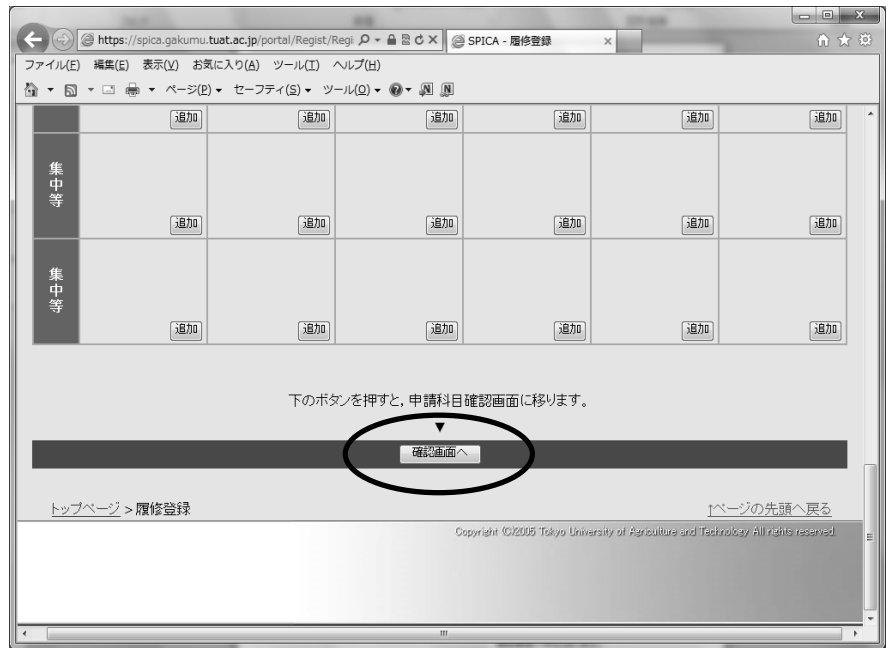 https://spica.gakumu.tuat.ac.jp/portal/Regist/Regi
SPICA - 履修登録
ファイル(F) 編集(E) 表示(V) お気に入り(A) ツール(T) ヘルプ(H)
ページ(P) セーフティ(S) ツール(O)
追加 追加 追加 追加 追加 追加
集中等
追加 追加 追加 追加 追加 追加
集中等
追加 追加 追加 追加 追加 追加
下のボタンを押すと, 申請科目確認画面に移ります。
▼
確認画面へ
トップページ > 履修登録
↑ページの先頭へ戻る
Copyright (C)2005 Tokyo University of Agriculture and Technology All rights reserved.